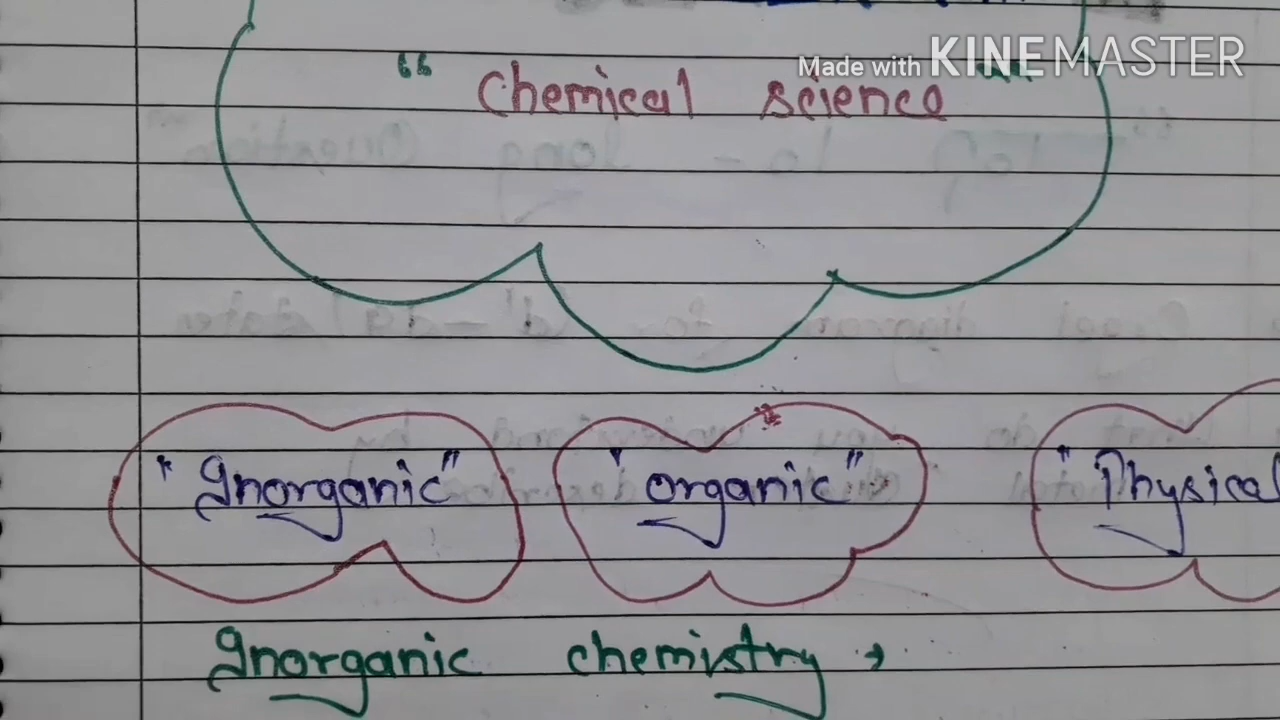 Made with KINEMASTER
" Chemical science "
" Inorganic "
" organic "
" Physical
Inorganic chemistry →